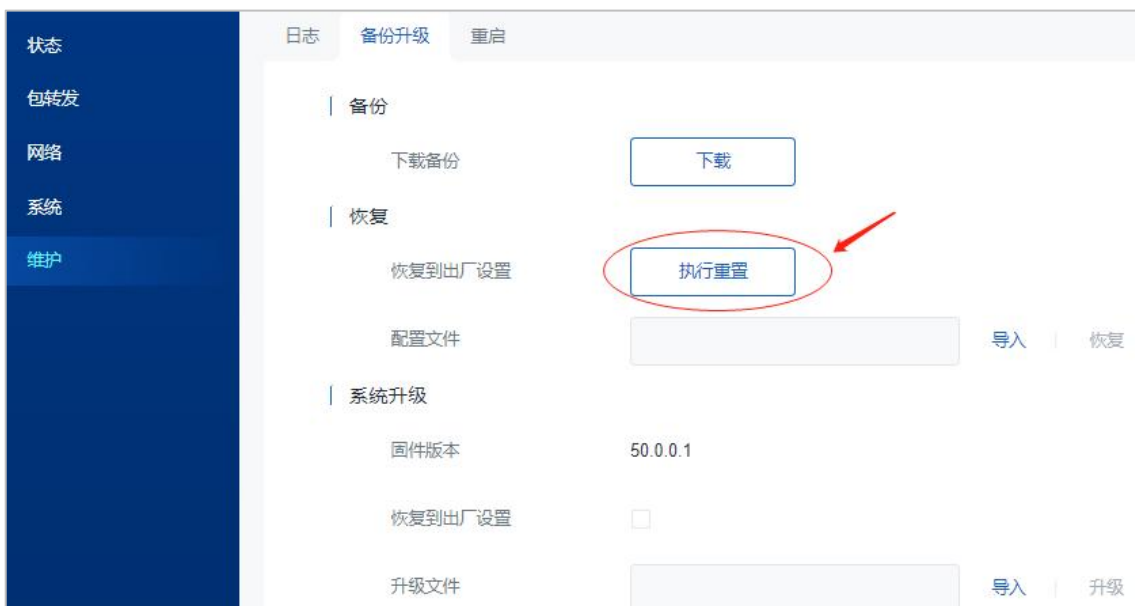 状态
包转发
网络
系统
维护
日志 备份升级 重启
备份
下载备份 下载
恢复
恢复到出厂设置 执行重置
配置文件 导入 恢复
系统升级
固件版本 50.0.0.1
恢复到出厂设置
升级文件 导入 升级